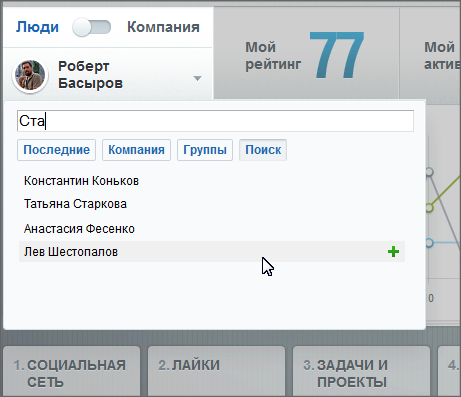 Люди
Компания
Роберт
Басыров
Мой
рейтинг
77
Мой
актив
Ста
Последние
Компания
Группы
Поиск
Константин Коньков
Татьяна Старкова
Анастасия Фесенко
Лев Шестопалов
0
1. СОЦИАЛЬНАЯ
СЕТЬ
2. ЛАЙКИ
3. ЗАДАЧИ И
ПРОЕКТЫ
4.